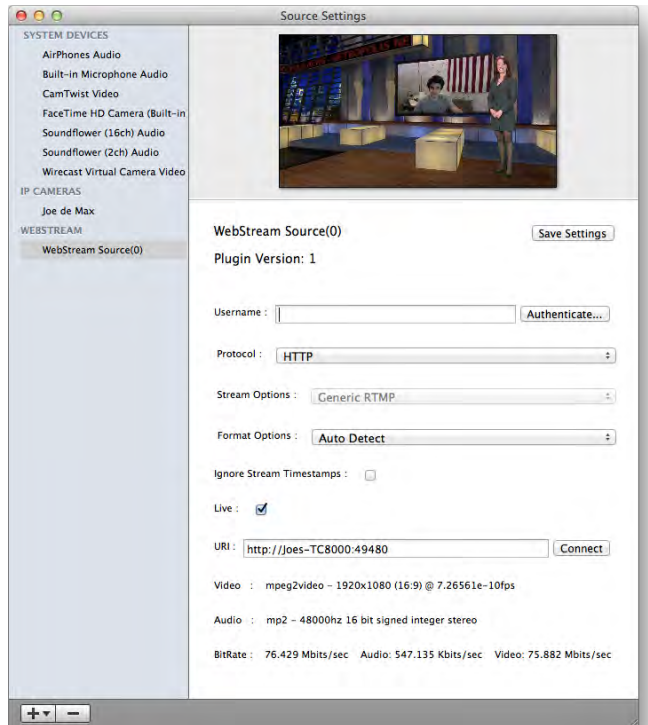 Source Settings
SYSTEM DEVICES
AirPhones Audio
Built-in Microphone Audio
CamTwist Video
FaceTime HD Camera (Built-in
Soundflower (16ch) Audio
Soundflower (2ch) Audio
Wirecast Virtual Camera Video
IP CAMERAS
Joe de Max
WEBSTREAM
WebStream Source(0)
WebStream Source(0)
Save Settings
Plugin Version: 1
Username :
Authenticate...
Protocol : HTTP
Stream Options : Generic RTMP
Format Options : Auto Detect
Ignore Stream Timestamps :
Live :
URI : http://Joes-TC8000:49480 Connect
Video : mpeg2video - 1920x1080 (16:9) @ 7.26561e-10fps
Audio : mp2 - 48000hz 16 bit signed integer stereo
BitRate : 76.429 Mbits/sec Audio: 547.135 Kbits/sec Video: 75.882 Mbits/sec